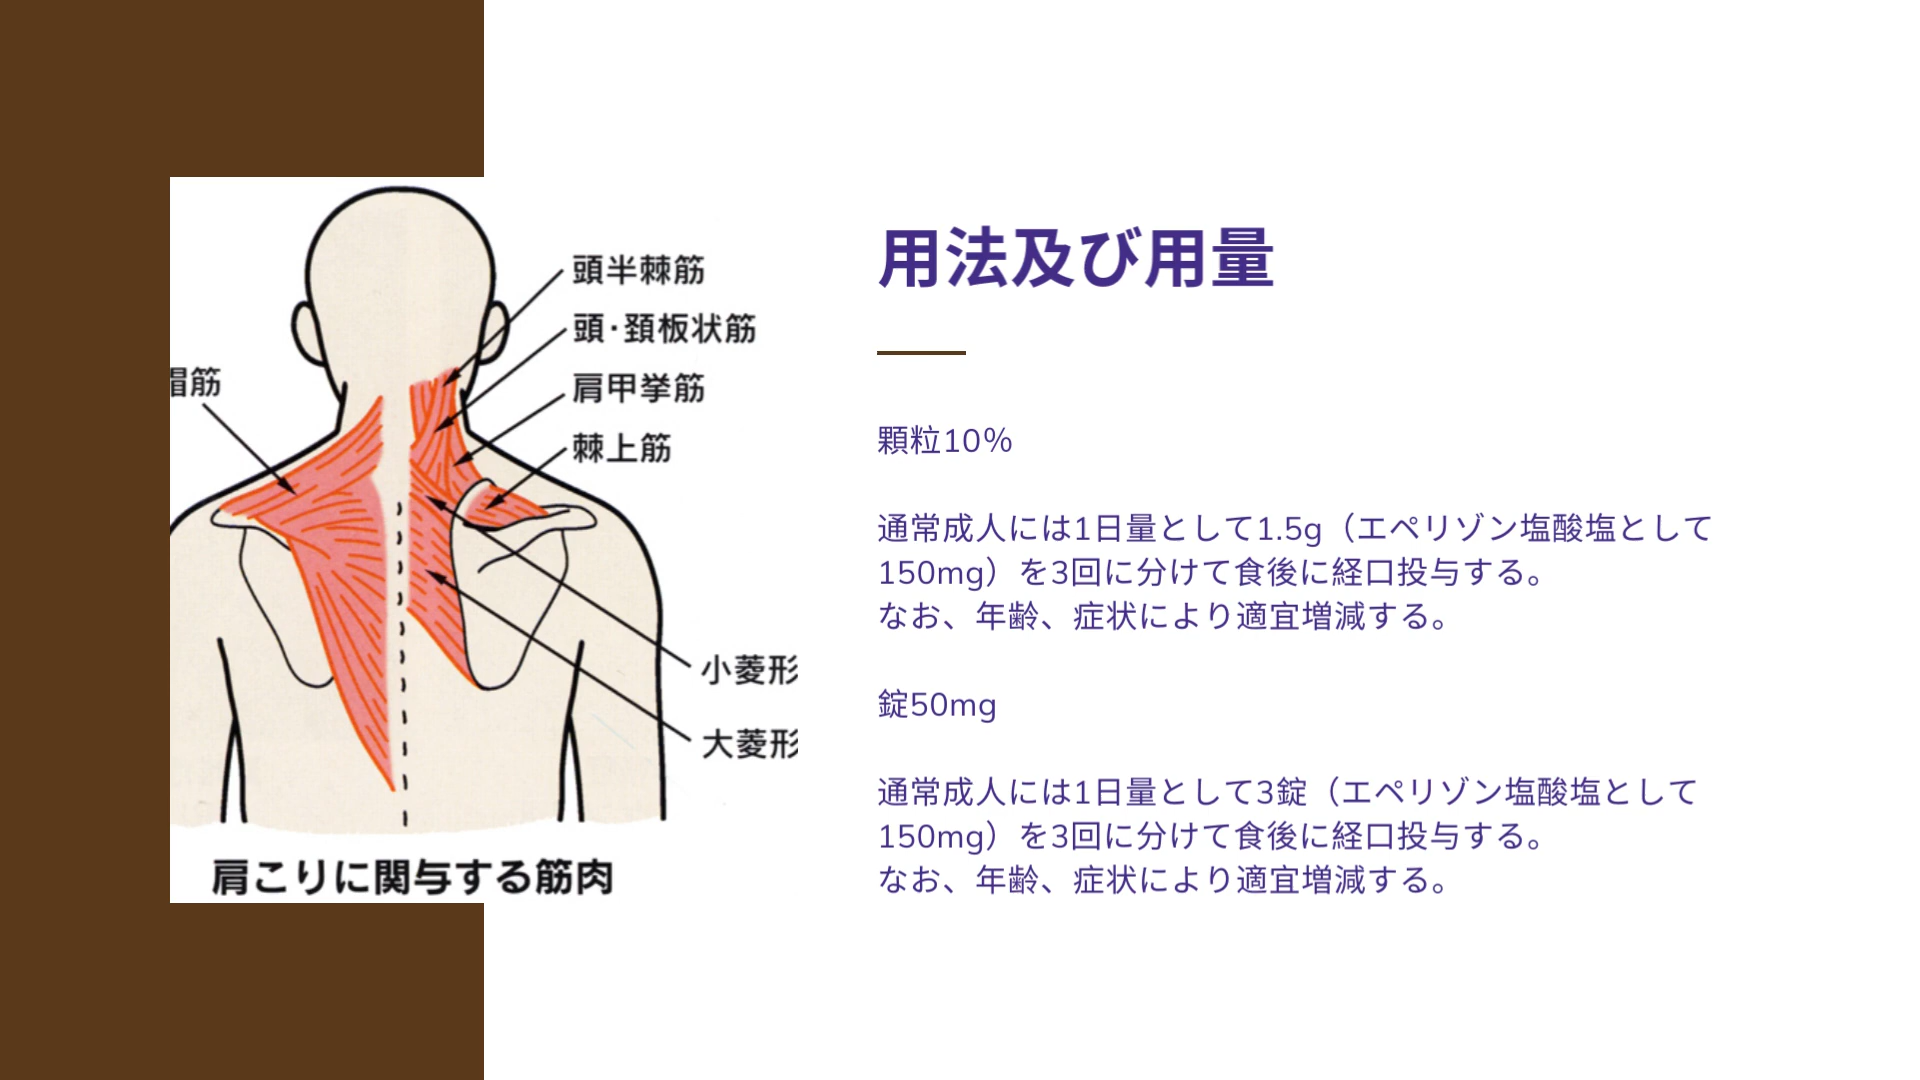 頭半棘筋
頭・頚板状筋
帽筋
肩甲挙筋
棘上筋
小菱形
大菱形
肩こりに関与する筋肉
用法及び用量
顆粒10%
通常成人には1日量として1.5g（エペリゾン塩酸塩として
150mg）を3回に分けて食後に経口投与する。
なお、年齢、症状により適宜増減する。
錠50mg
通常成人には1日量として3錠（エペリゾン塩酸塩として
150mg）を3回に分けて食後に経口投与する。
なお、年齢、症状により適宜増減する。